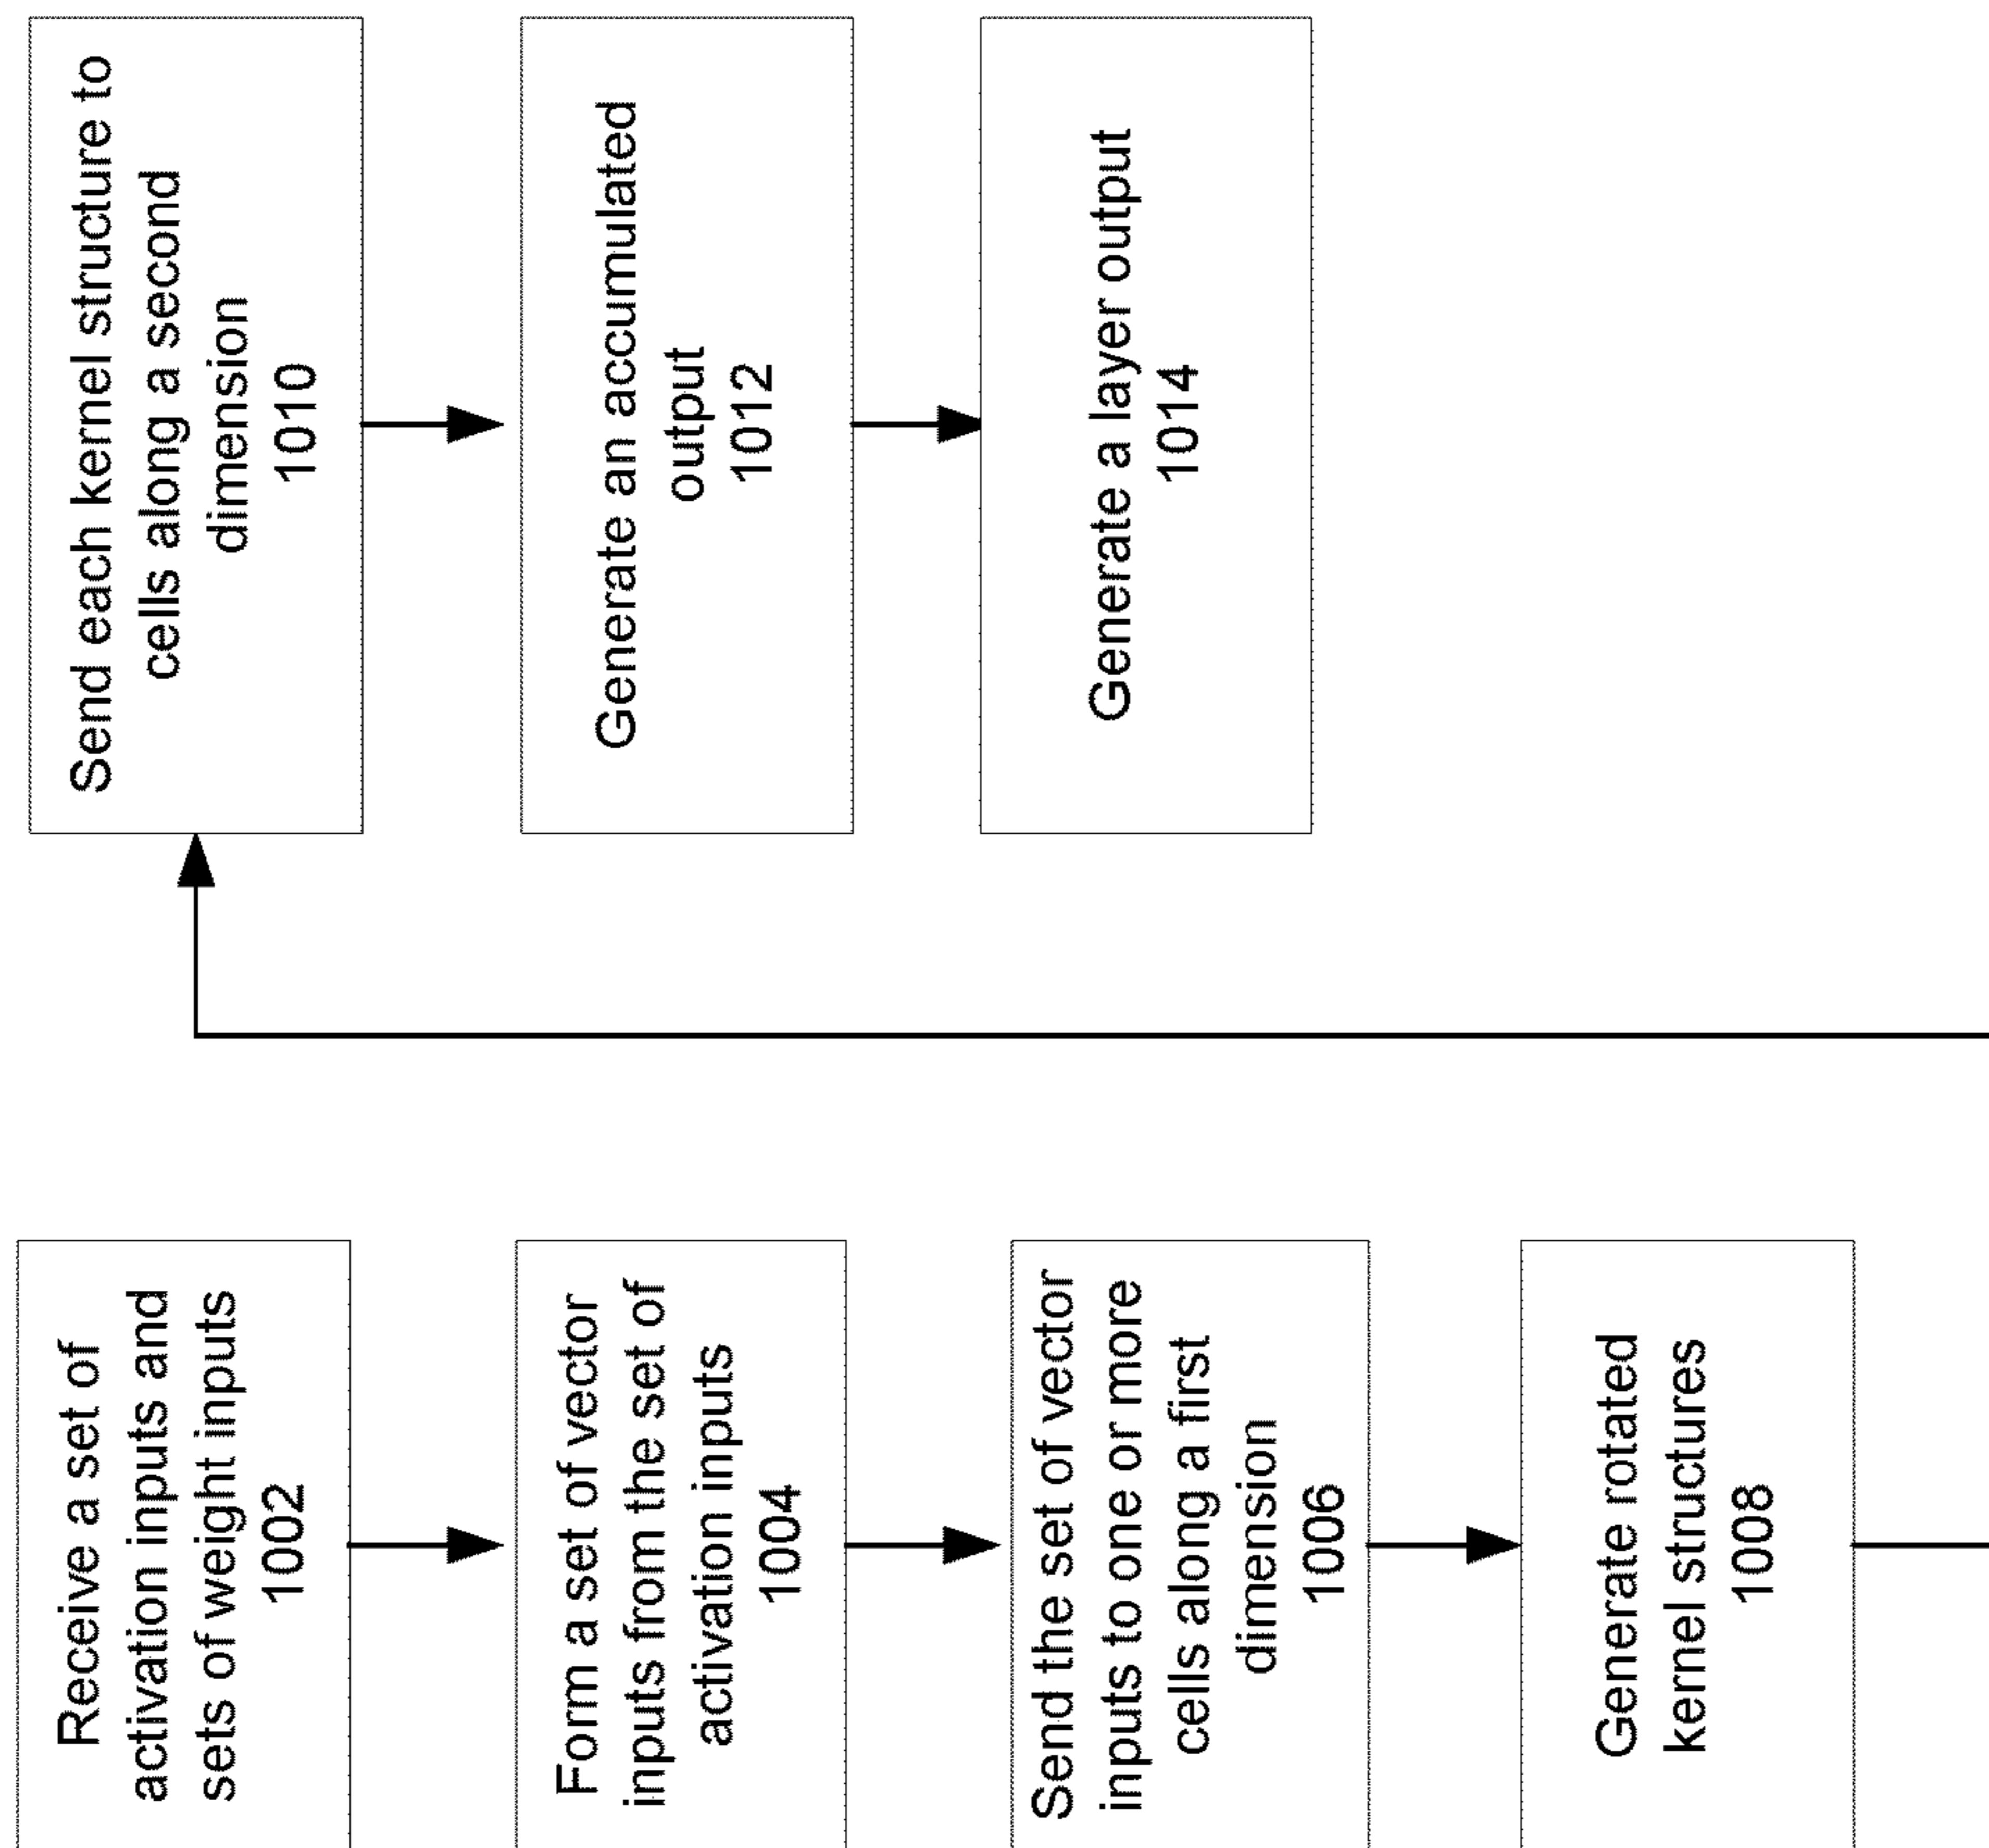 Receive a set of
activation inputs and
sets of weight inputs
1002
Form a set of vector
inputs from the set of
activation inputs
1004
Send the set of vector
inputs to one or more
cells along a first
dimension
1006
Generate rotated
kernel structures
1008
Send each kernel structure to
cells along a second
dimension
1010
Generate an accumulated
output
1012
Generate a layer output
1014